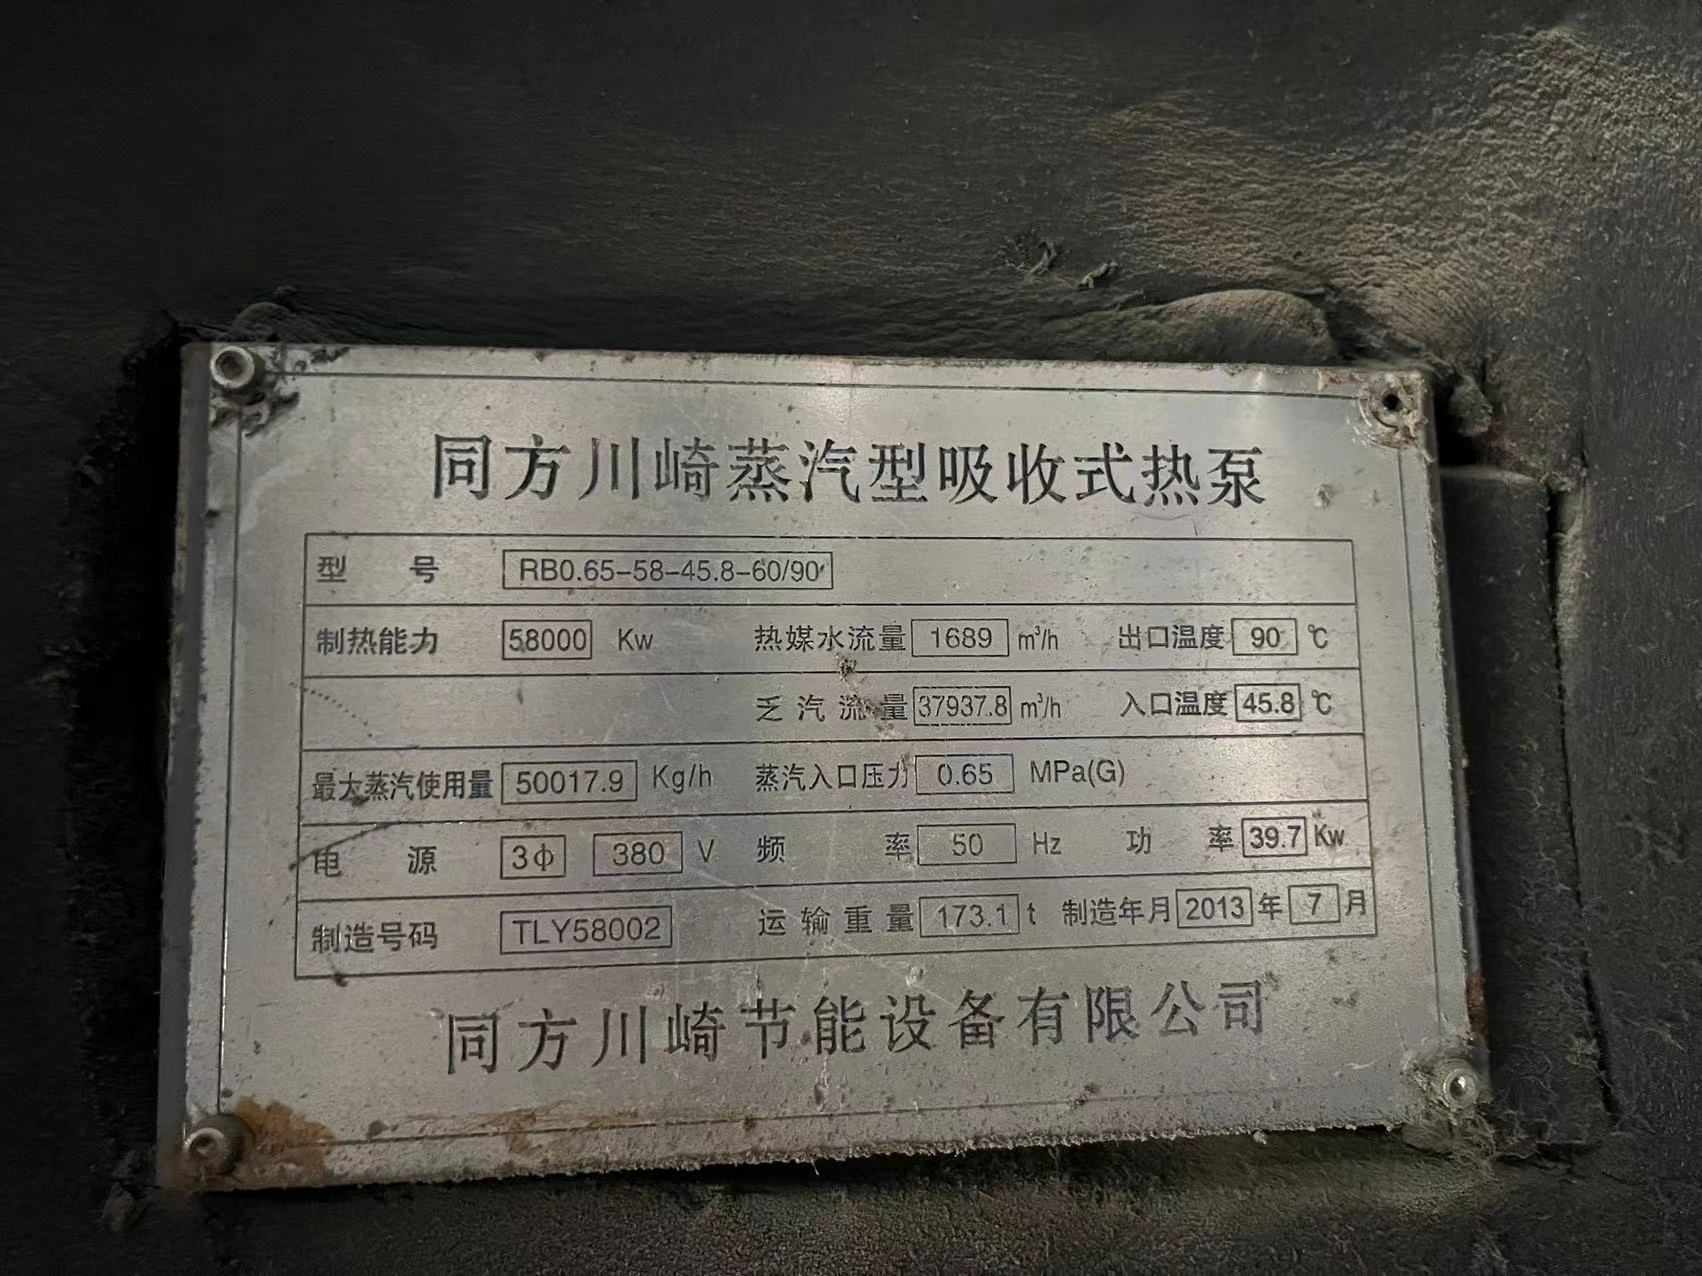 同方川崎蒸汽型吸收式热泵
型 号 RB0.65-58-45.8-60/90
制热能力 58000 Kw 热媒水流量 1689 m³/h 出口温度 90 ℃
乏汽流量 37937.8 m³/h 入口温度 45.8 ℃
最大蒸汽使用量 50017.9 Kg/h 蒸汽入口压力 0.65 MPa(G)
电 源 3φ 380 V 频 率 50 Hz 功 率 39.7 Kw
制造号码 TLY58002 运输重量 173.1 t 制造年月 2013 年 7 月
同方川崎节能设备有限公司